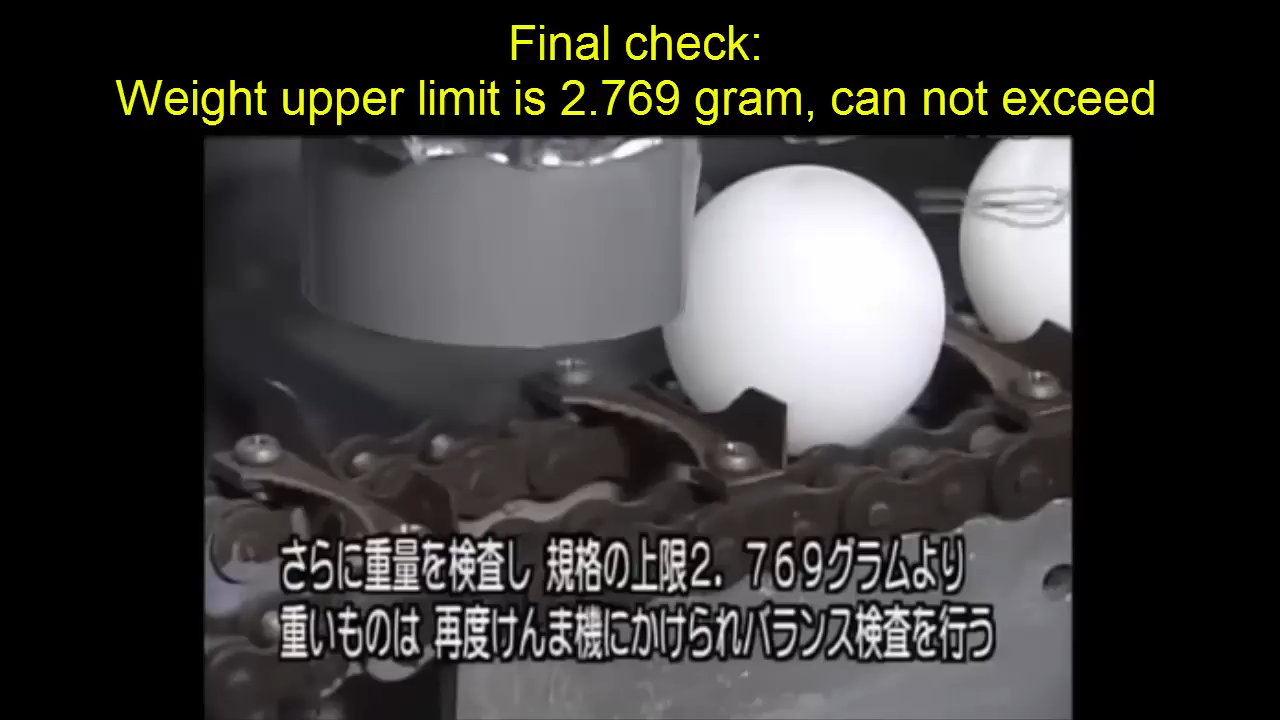 Final check:
Weight upper limit is 2.769 gram, can not exceed
さらに重量を検査し 規格の上限２．７６９グラムより
重いものは 再度けんま機にかけられバランス検査を行う